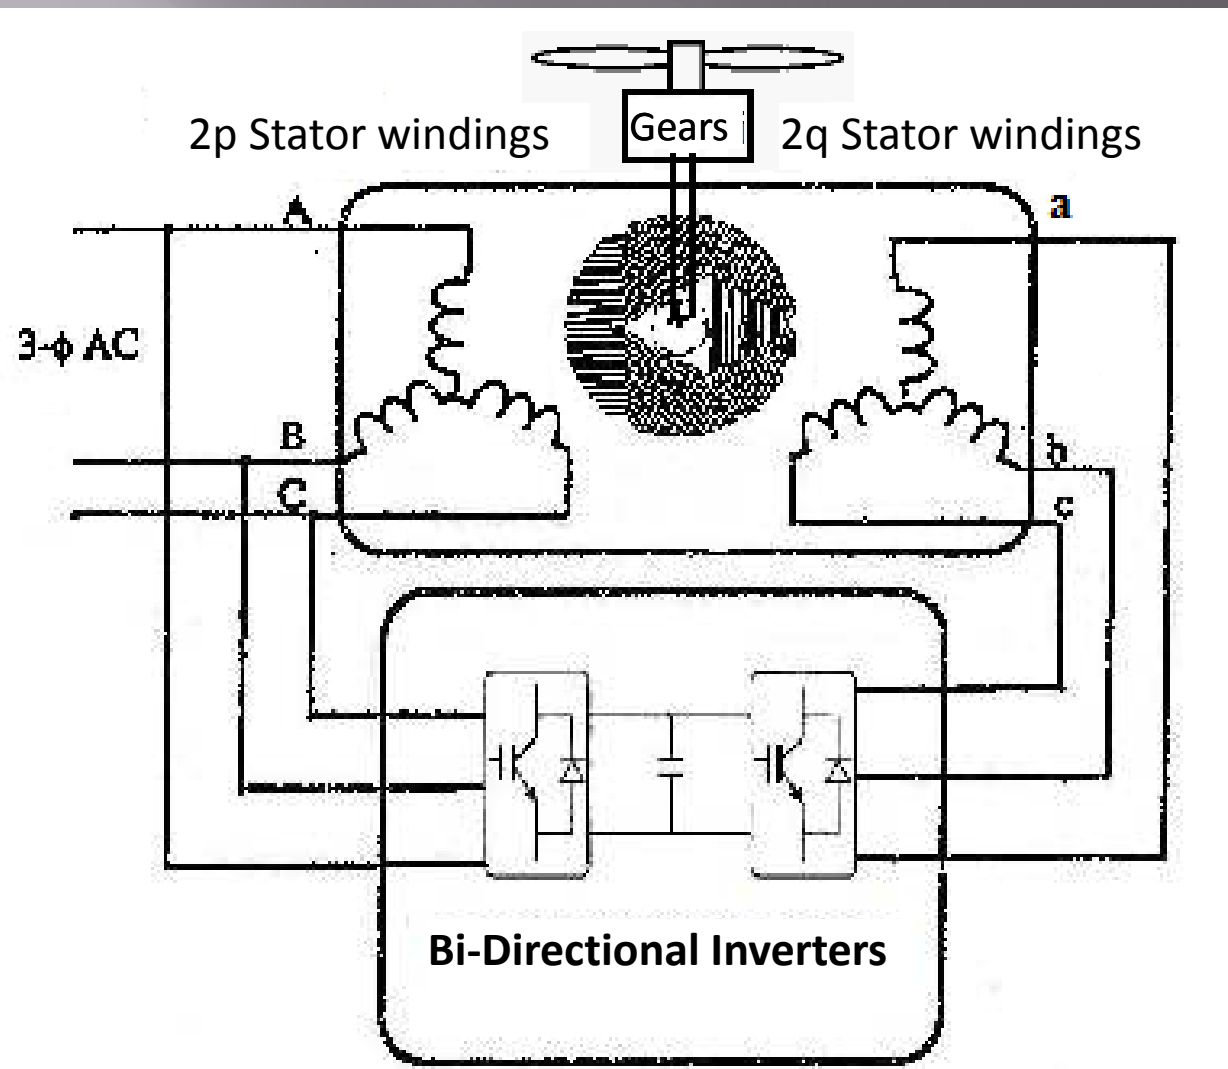 2p Stator windings
Gears
2q Stator windings
A
a
3-ϕ AC
B
C
b
c
Bi-Directional Inverters